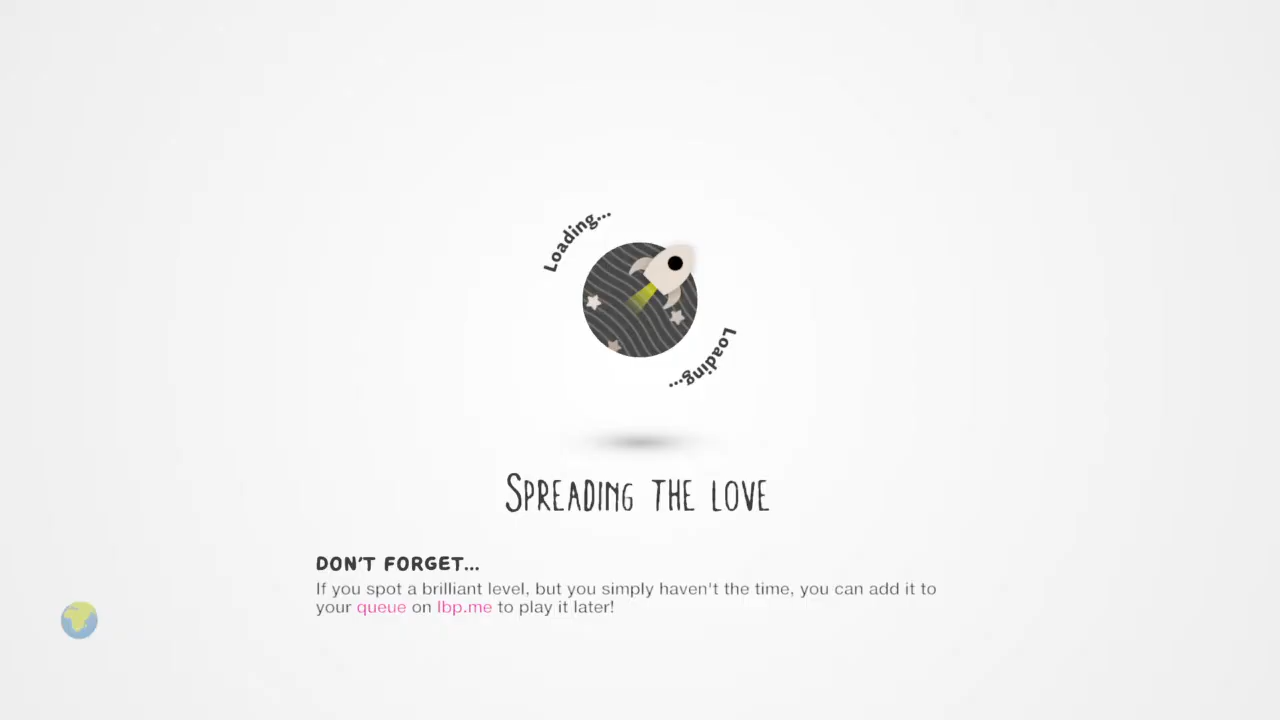 Loading...
Loading...
SPREADING THE LOVE
DON'T FORGET...
If you spot a brilliant level, but you simply haven't the time, you can add it to
your queue on lbp.me to play it later!